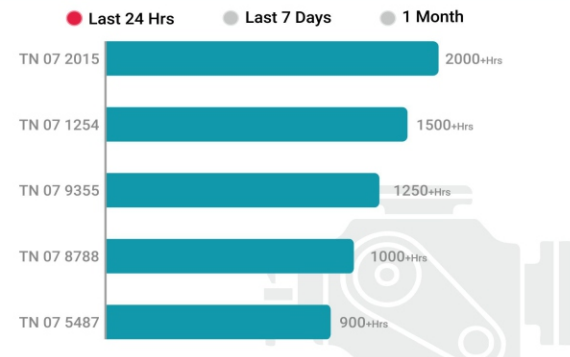 Last 24 Hrs Last 7 Days 1 Month
TN 07 2015 2000+Hrs
TN 07 1254 1500+Hrs
TN 07 9355 1250+Hrs
TN 07 8788 1000+Hrs
TN 07 5487 900+Hrs